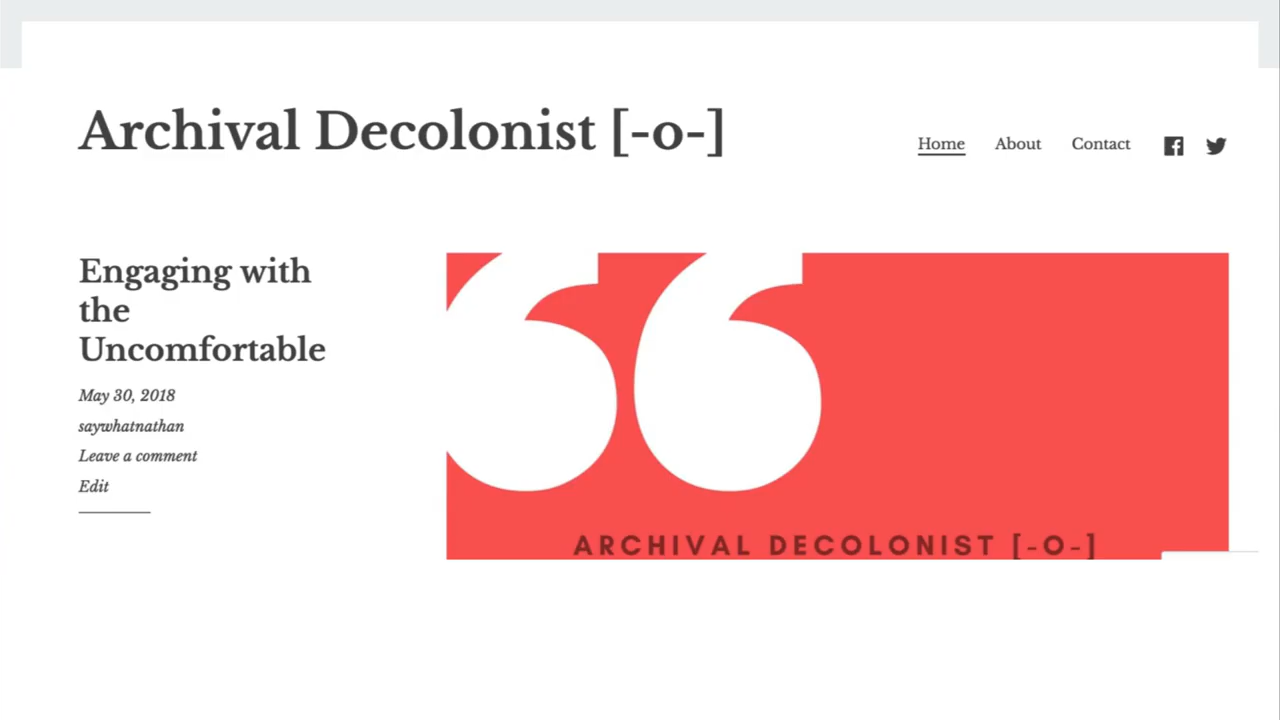 Archival Decolonist [-o-]
Home About Contact
Engaging with
the
Uncomfortable
May 30, 2018
saywhatnathan
Leave a comment
Edit
ARCHIVAL DECOLONIST [-O-]